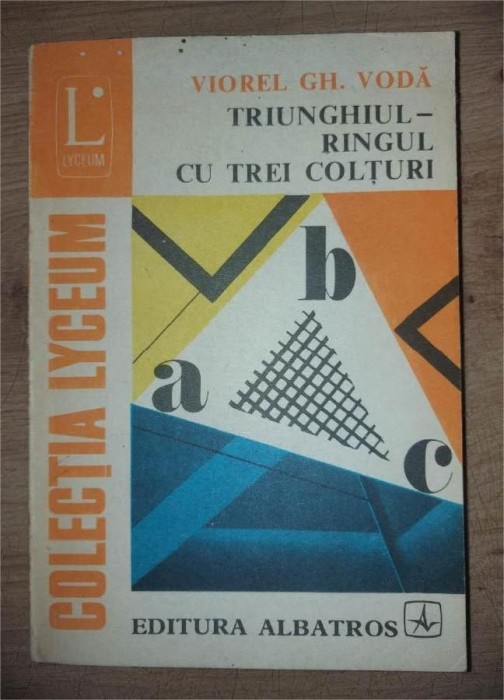 L
LYCEUM
VIOREL GH. VODĂ
TRIUNGHIUL–
RINGUL
CU TREI COLȚURI
COLECȚIA LYCEUM
b
a
c
EDITURA ALBATROS